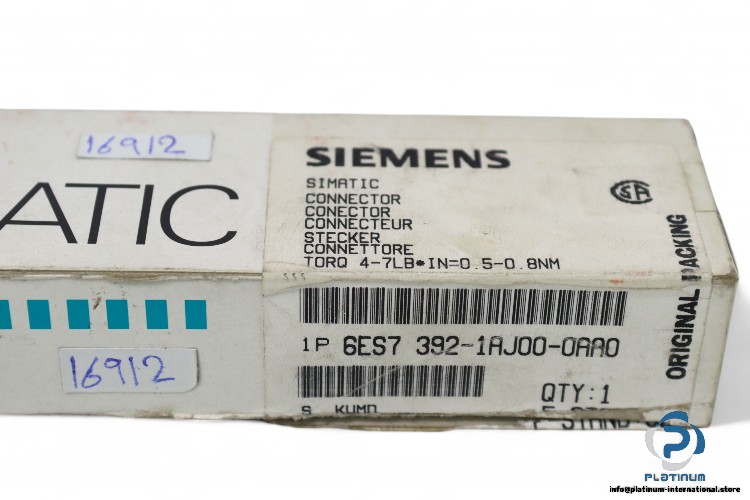 16912
ATIC
SIEMENS
SIMATIC
CONNECTOR
CONECTOR
CONNECTEUR
STECKER
CONNETTORE
TORQ 4-7LB*IN=0.5-0.8NM
SA
ORIGINAL PACKING
1P 6ES7 392-1AJ00-0AA0
16912
QTY:1
PLATINUM
info@platinum-international.store